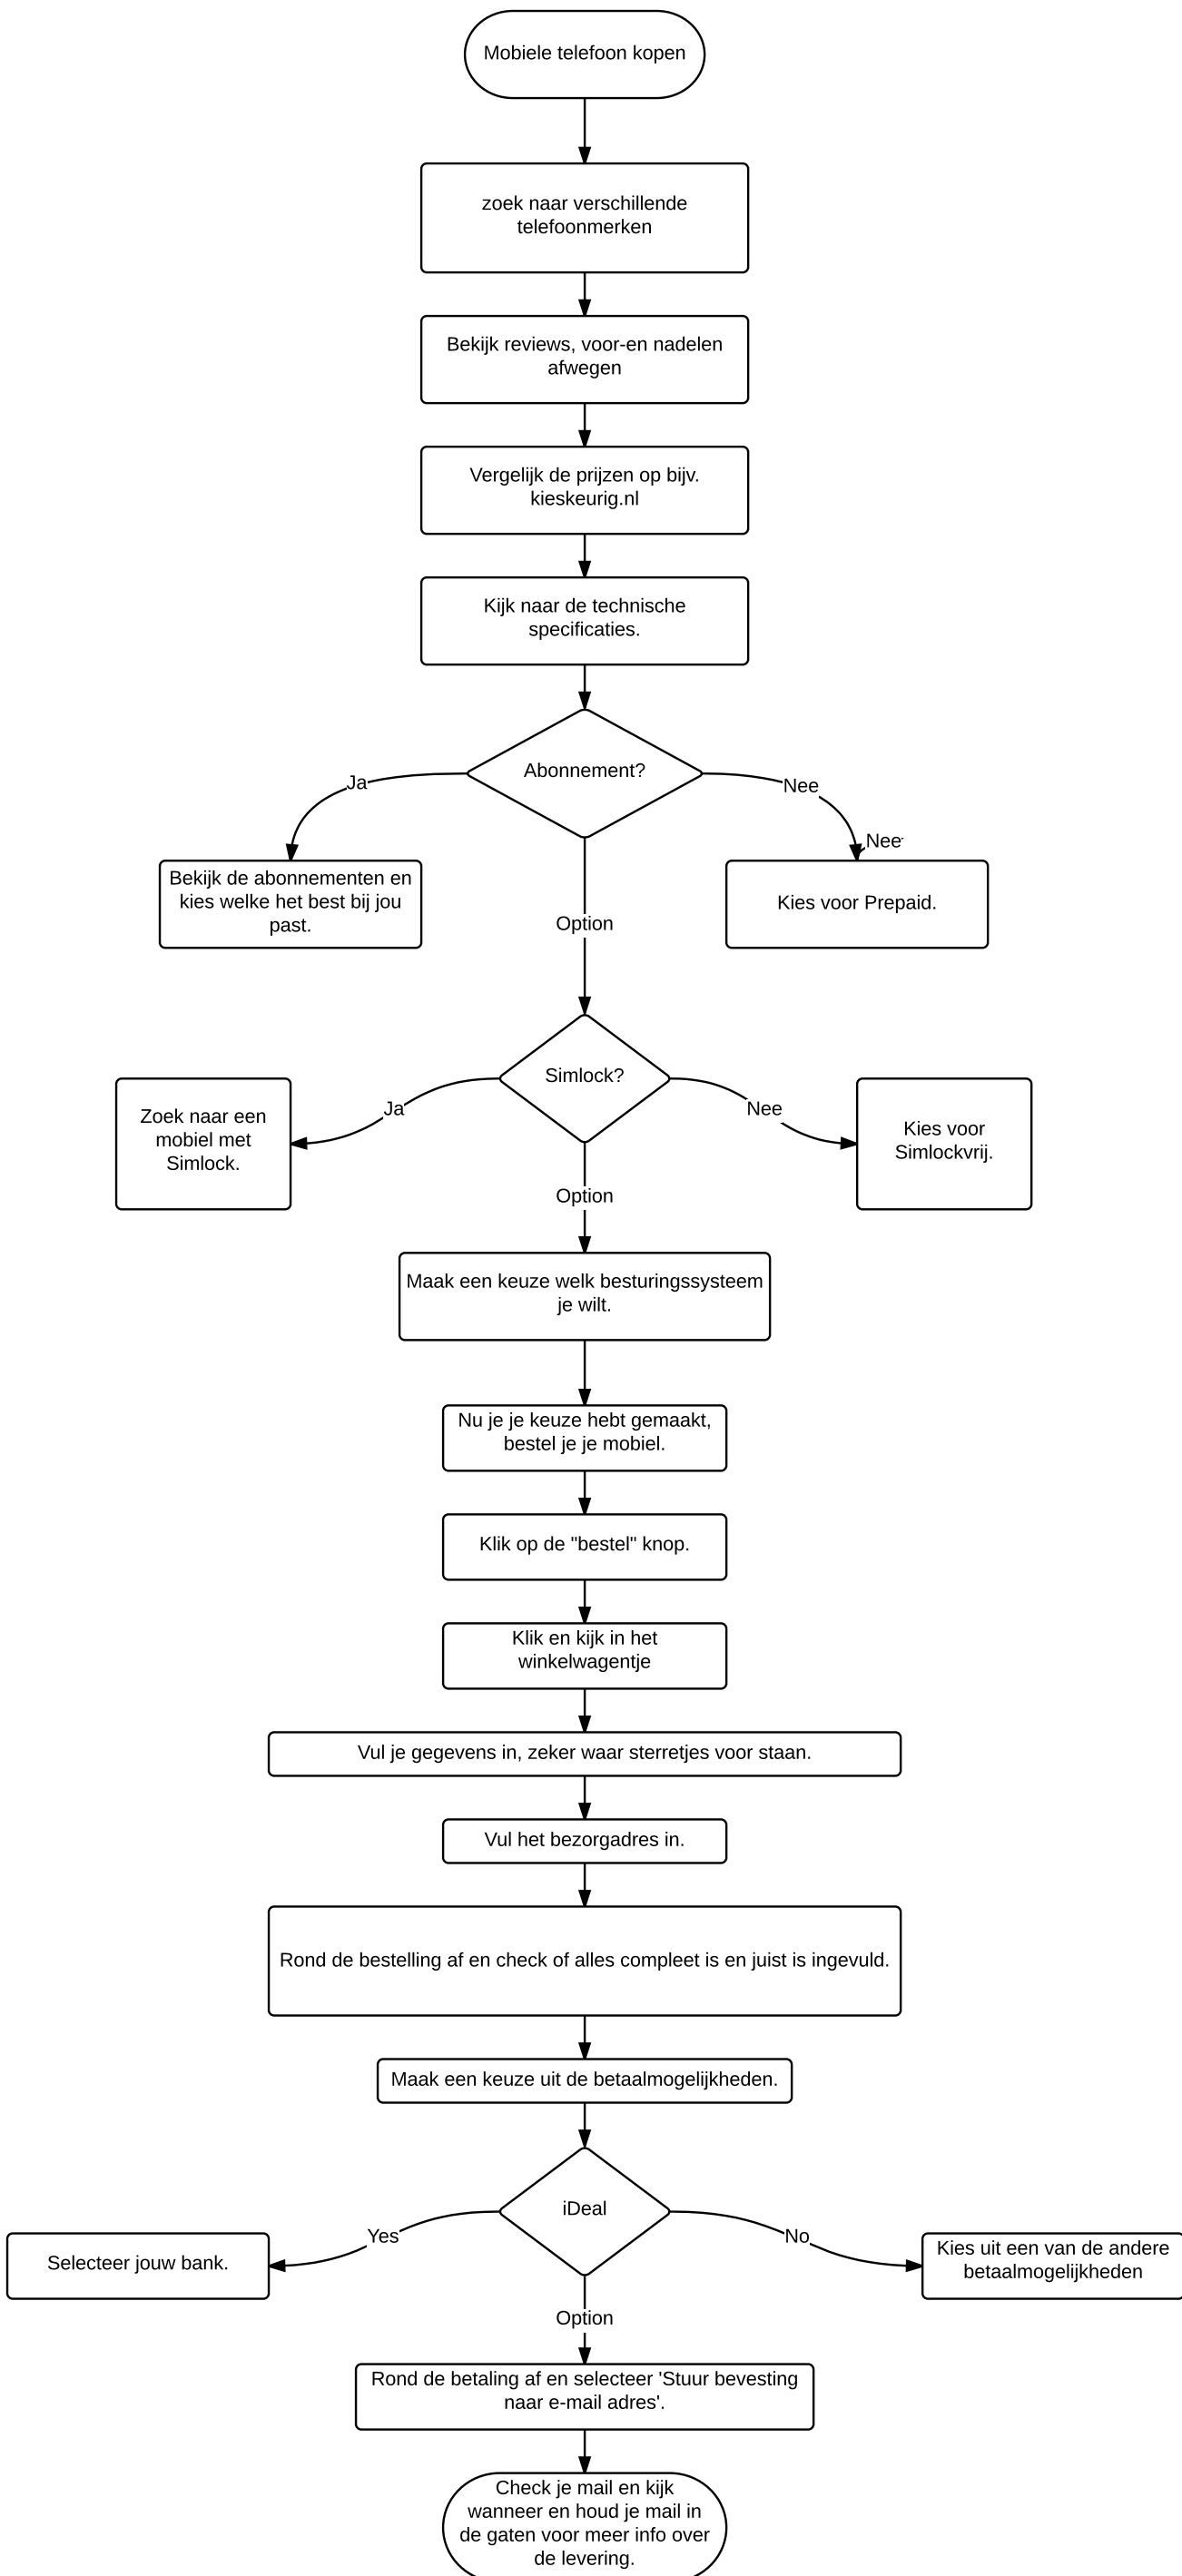 Mobiele telefoon kopen
zoek naar verschillende
telefoonmerken
Bekijk reviews, voor-en nadelen
afwegen
Vergelijk de prijzen op bijv.
kieskeurig.nl
Kijk naar de technische
specificaties.
Abonnement?
Ja
Nee
Nee
Bekijk de abonnementen en
kies welke het best bij jou
past.
Kies voor Prepaid.
Option
Simlock?
Ja
Nee
Zoek naar een
mobiel met
Simlock.
Kies voor
Simlockvrij.
Option
Maak een keuze welk besturingssysteem
je wilt.
Nu je je keuze hebt gemaakt,
bestel je je mobiel.
Klik op de "bestel" knop.
Klik en kijk in het
winkelwagentje
Vul je gegevens in, zeker waar sterretjes voor staan.
Vul het bezorgadres in.
Rond de bestelling af en check of alles compleet is en juist is ingevuld.
Maak een keuze uit de betaalmogelijkheden.
iDeal
Yes
No
Selecteer jouw bank.
Kies uit een van de andere
betaalmogelijkheden
Option
Rond de betaling af en selecteer 'Stuur bevesting
naar e-mail adres'.
Check je mail en kijk
wanneer en houd je mail in
de gaten voor meer info over
de levering.